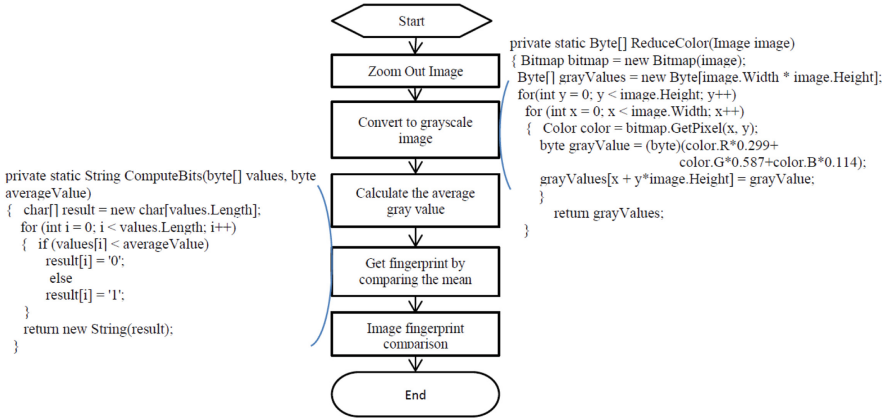 Start
Zoom Out Image
Convert to grayscale
image
Calculate the average
gray value
Get fingerprint by
comparing the mean
Image fingerprint
comparison
End
private static Byte[] ReduceColor(Image image)
{ Bitmap bitmap = new Bitmap(image);
Byte[] grayValues = new Byte[image.Width * image.Height];
for(int y = 0; y < image.Height; y++)
for (int x = 0; x < image.Width; x++)
{ Color color = bitmap.GetPixel(x, y);
byte grayValue = (byte)(color.R*0.299+
color.G*0.587+color.B*0.114);
grayValues[x + y*image.Height] = grayValue;
}
return grayValues;
}
private static String ComputeBits(byte[] values, byte
averageValue)
{ char[] result = new char[values.Length];
for (int i = 0; i < values.Length; i++)
{ if (values[i] < averageValue)
result[i] = '0';
else
result[i] = '1';
}
return new String(result);
}